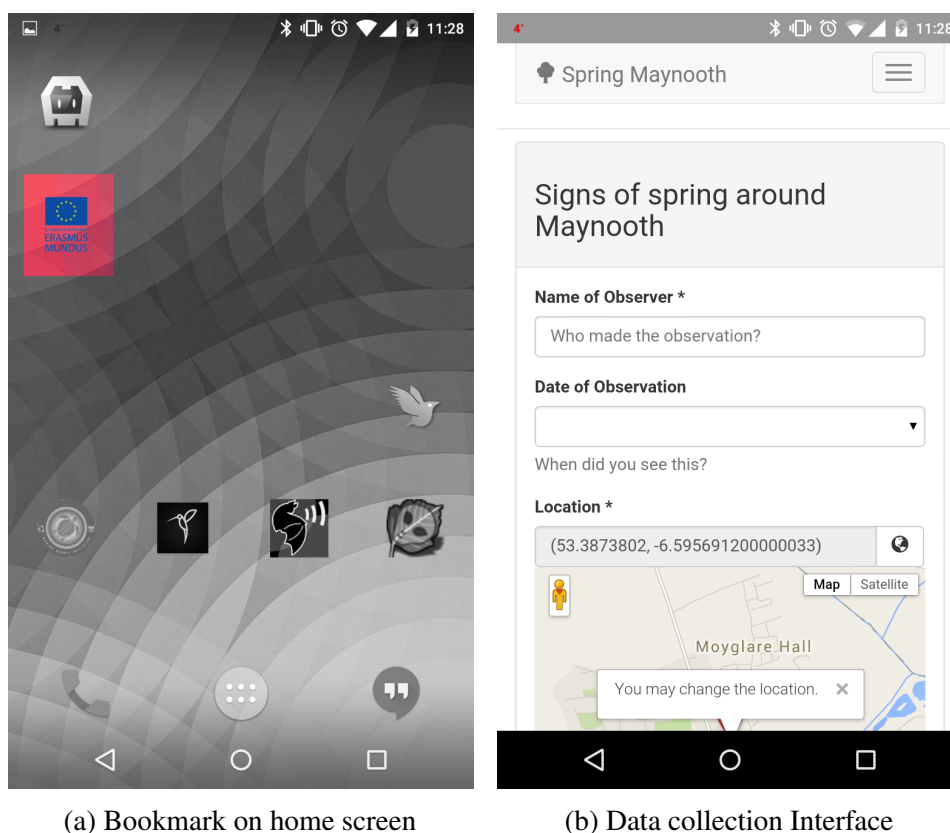 4°
11:28
ERASMUS
MUNDUS
(a) Bookmark on home screen
4°
11:28
Spring Maynooth
Signs of spring around
Maynooth
Name of Observer *
Who made the observation?
Date of Observation
When did you see this?
Location *
(53.3873802, -6.595691200000033)
Map Satellite
Moyglare Hall
You may change the location. ×
(b) Data collection Interface